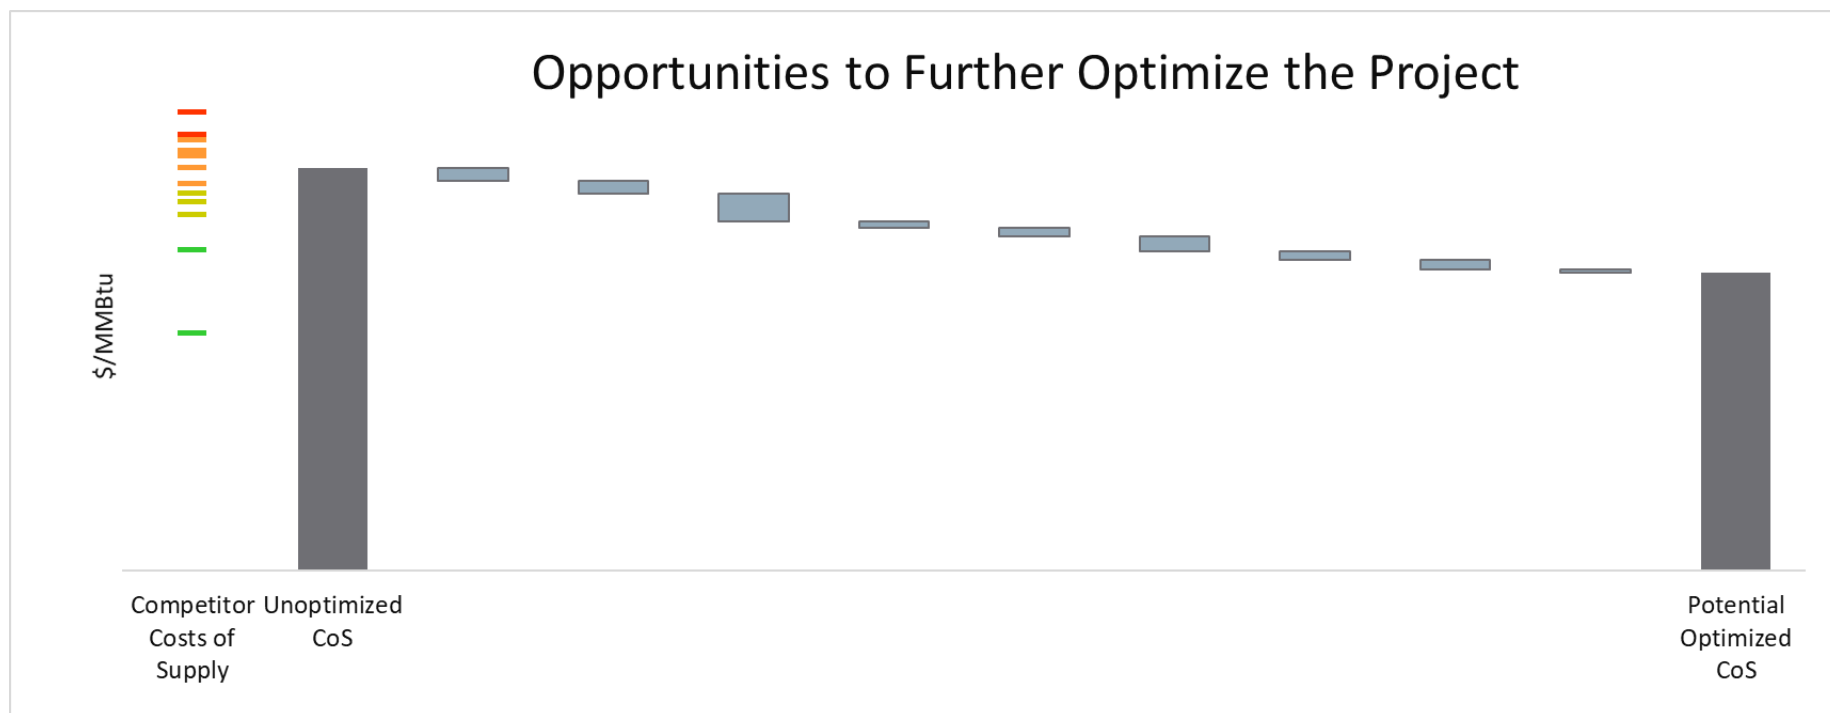 Opportunities to Further Optimize the Project
$/MMBtu
Competitor
Costs of
Supply
Unoptimized
CoS
Potential
Optimized
CoS